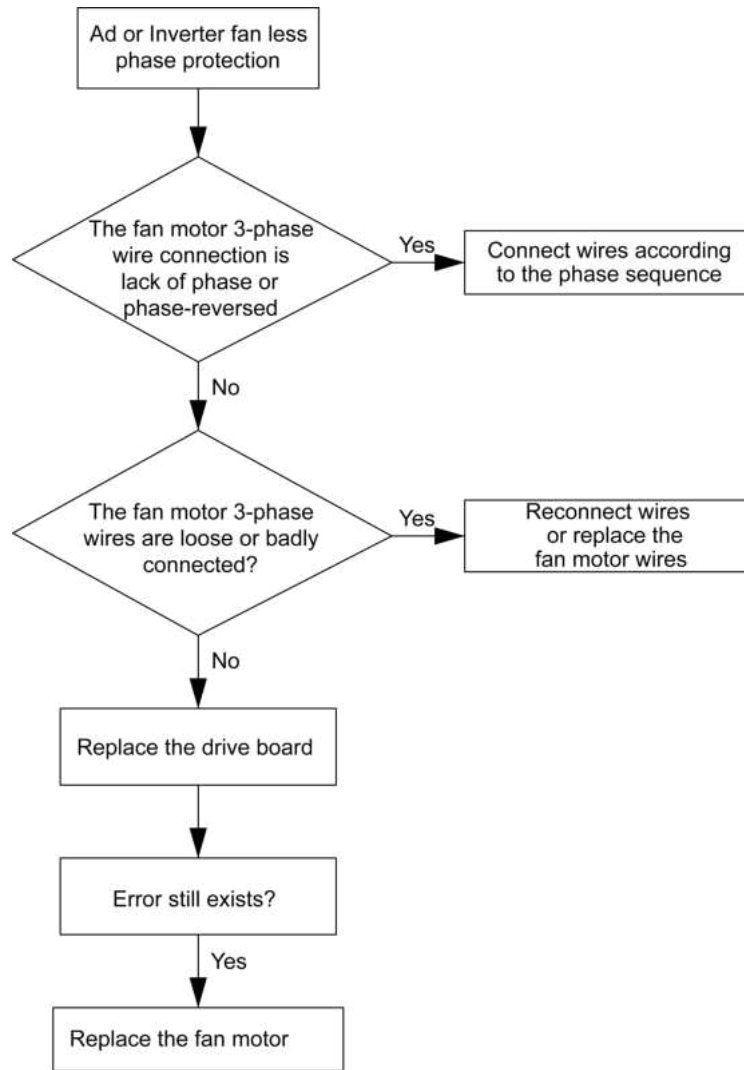 Ad or Inverter fan less
phase protection
The fan motor 3-phase
wire connection is
lack of phase or
phase-reversed
Yes
Connect wires according
to the phase sequence
No
The fan motor 3-phase
wires are loose or badly
connected?
Yes
Reconnect wires
or replace the
fan motor wires
No
Replace the drive board
Error still exists?
Yes
Replace the fan motor